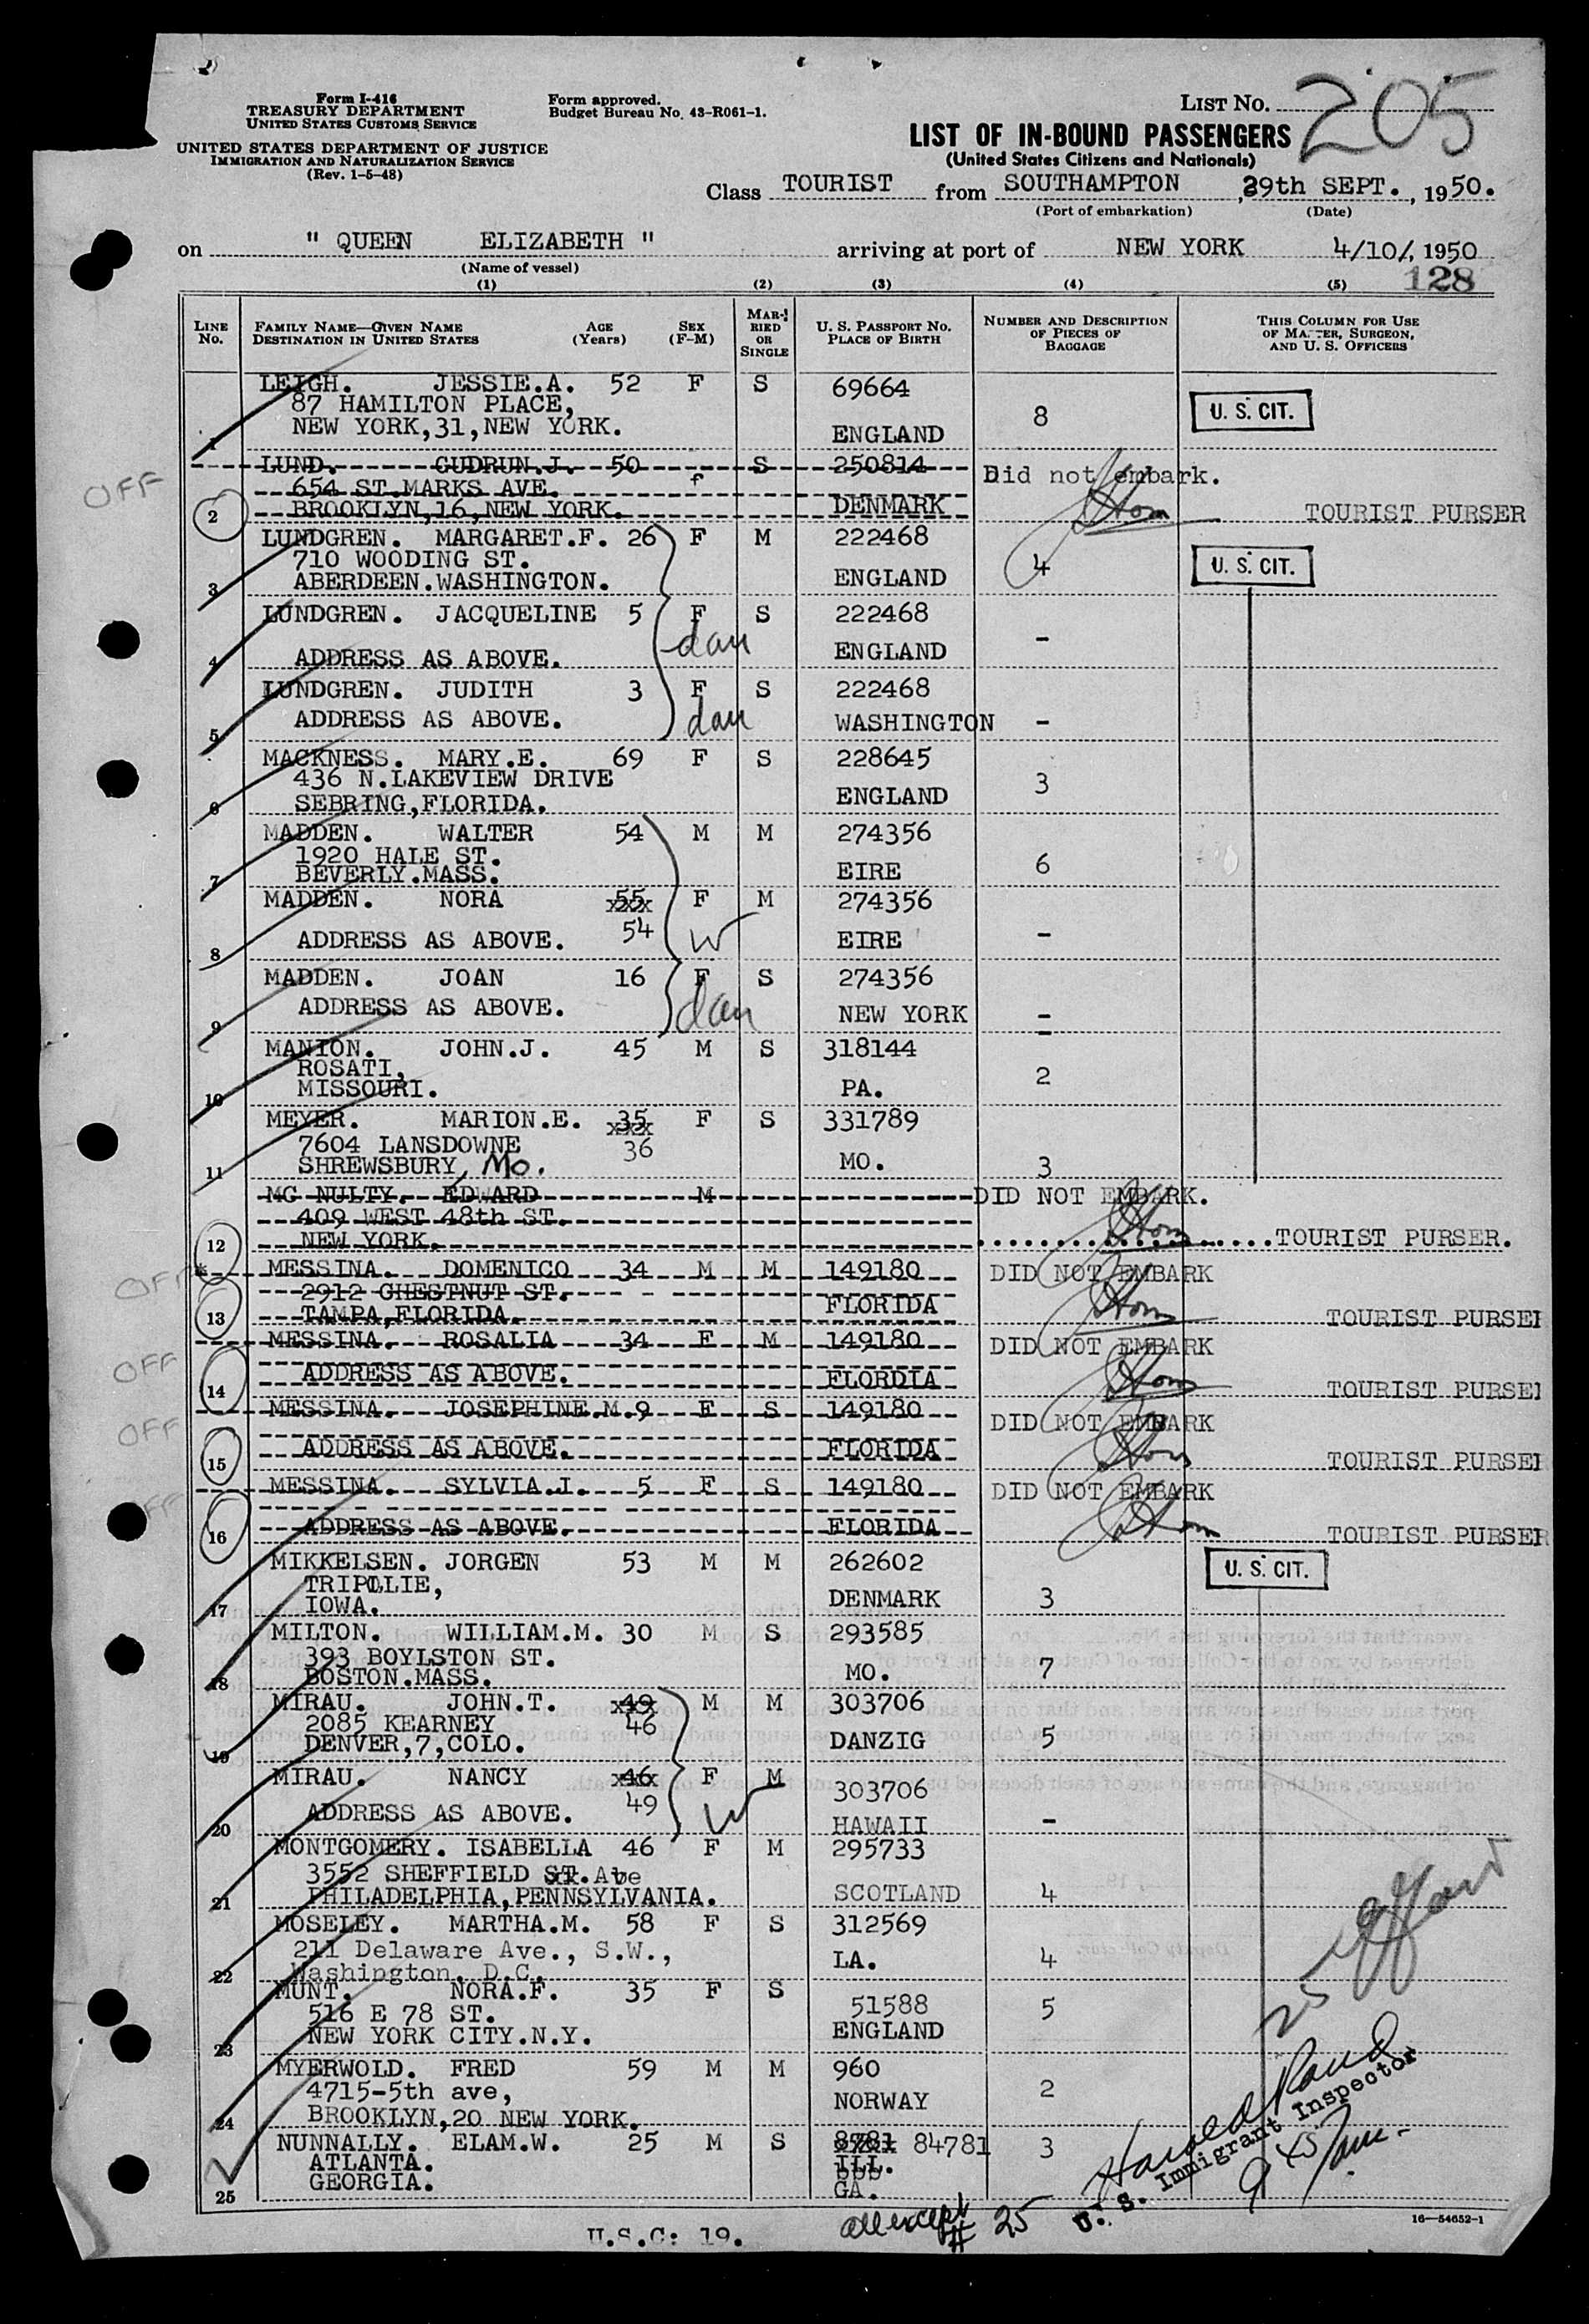 Form I-416
TREASURY DEPARTMENT
UNITED STATES CUSTOMS SERVICE
UNITED STATES DEPARTMENT OF JUSTICE
IMMIGRATION AND NATURALIZATION SERVICE
(Rev. 1-5-48)
Form approved.
Budget Bureau No. 43-R061-1.
LIST NO. 205
LIST OF IN-BOUND PASSENGERS
(United States Citizens and Nationals)
Class TOURIST from SOUTHAMPTON, 29th SEPT., 1950.
(Port of embarkation) (Date)
on " QUEEN ELIZABETH " arriving at port of NEW YORK 4/10/, 1950
(Name of vessel)
128
(1) (2) (3) (4) (5)
LINE NO. FAMILY NAME—GIVEN NAME DESTINATION IN UNITED STATES AGE (Years) SEX (F-M) MARRIED OR SINGLE U. S. PASSPORT NO. PLACE OF BIRTH NUMBER AND DESCRIPTION OF PIECES OF BAGGAGE THIS COLUMN FOR USE OF MASTER, SURGEON, AND U. S. OFFICERS
LEIGH. JESSIE.A. 52 F S 69664
87 HAMILTON PLACE, 8 U. S. CIT.
1 NEW YORK,31,NEW YORK. ENGLAND
LUND. GUDRUN.J. 50 f S 250814 Did not embark.
OFF 654 ST.MARKS AVE.
2 BROOKLYN,16,NEW YORK. DENMARK TOURIST PURSER
LUNDGREN. MARGARET.F. 26 F M 222468
710 WOODING ST. 4 U. S. CIT.
3 ABERDEEN.WASHINGTON. ENGLAND
LUNDGREN. JACQUELINE 5 F S 222468
dau -
4 ADDRESS AS ABOVE. ENGLAND
LUNDGREN. JUDITH 3 F S 222468
5 ADDRESS AS ABOVE. dau WASHINGTON -
MACKNESS. MARY.E. 69 F S 228645
436 N.LAKEVIEW DRIVE 3
6 SEBRING,FLORIDA. ENGLAND
MADDEN. WALTER 54 M M 274356
1920 HALE ST. 6
7 BEVERLY.MASS. EIRE
MADDEN. NORA 55 F M 274356
8 ADDRESS AS ABOVE. 54 W EIRE -
MADDEN. JOAN 16 F S 274356
9 ADDRESS AS ABOVE. dau NEW YORK -
MANION. JOHN.J. 45 M S 318144
ROSATI, 2
10 MISSOURI. PA.
MEYER. MARION.E. 35 F S 331789
7604 LANSDOWNE 36
11 SHREWSBURY, Mo. MO. 3
MC NULTY. EDWARD M DID NOT EMBARK.
409 WEST 48th ST.
12 NEW YORK. TOURIST PURSER.
MESSINA. DOMENICO 34 M M 149180 DID NOT EMBARK
OFF 2912 CHESTNUT ST.
13 TAMPA,FLORIDA. FLORIDA TOURIST PURSER
MESSINA. ROSALIA 34 F M 149180 DID NOT EMBARK
OFF
14 ADDRESS AS ABOVE. FLORDIA TOURIST PURSER
MESSINA. JOSEPHINE.M.9 F S 149180 DID NOT EMBARK
OFF
15 ADDRESS AS ABOVE. FLORIDA TOURIST PURSER
MESSINA. SYLVIA.I. 5 F S 149180 DID NOT EMBARK
OFF
16 ADDRESS AS ABOVE. FLORIDA TOURIST PURSER
MIKKELSEN. JORGEN 53 M M 262602 U. S. CIT.
TRIPOLLIE,
17 IOWA. DENMARK 3
MILTON. WILLIAM.M. 30 M S 293585
393 BOYLSTON ST.
18 BOSTON.MASS. MO. 7
MIRAU. JOHN.T. 49 M M 303706
2085 KEARNEY 46
19 DENVER,7,COLO. DANZIG 5
MIRAU. NANCY 46 F M 303706
20 ADDRESS AS ABOVE. 49 W HAWAII -
MONTGOMERY. ISABELLA 46 F M 295733
3552 SHEFFIELD ST. Ave
21 PHILADELPHIA,PENNSYLVANIA. SCOTLAND 4
MOSELEY. MARTHA.M. 58 F S 312569
211 Delaware Ave., S.W.,
22 Washington, D.C. LA. 4
MUNT. NORA.F. 35 F S 51588
516 E 78 ST. 5
23 NEW YORK CITY.N.Y. ENGLAND
MYERWOLD. FRED 59 M M 960
4715-5th ave, 2
24 BROOKLYN,20 NEW YORK. NORWAY
NUNNALLY. ELAM.W. 25 M S 8781 84781 3
ATLANTA. ILL.
25 GEORGIA. GA.
25
Harold Rand
U. S. Immigrant Inspector
9 45 am.
U.S.C: 19.
all except # 25
16—54652-1